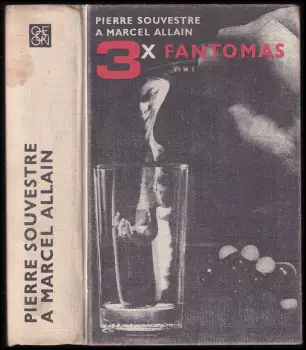 PIERRE SOUVESTRE
A MARCEL ALLAIN
3x FANTOMAS
ODEON
PIERRE SOUVESTRE
A MARCEL ALLAIN